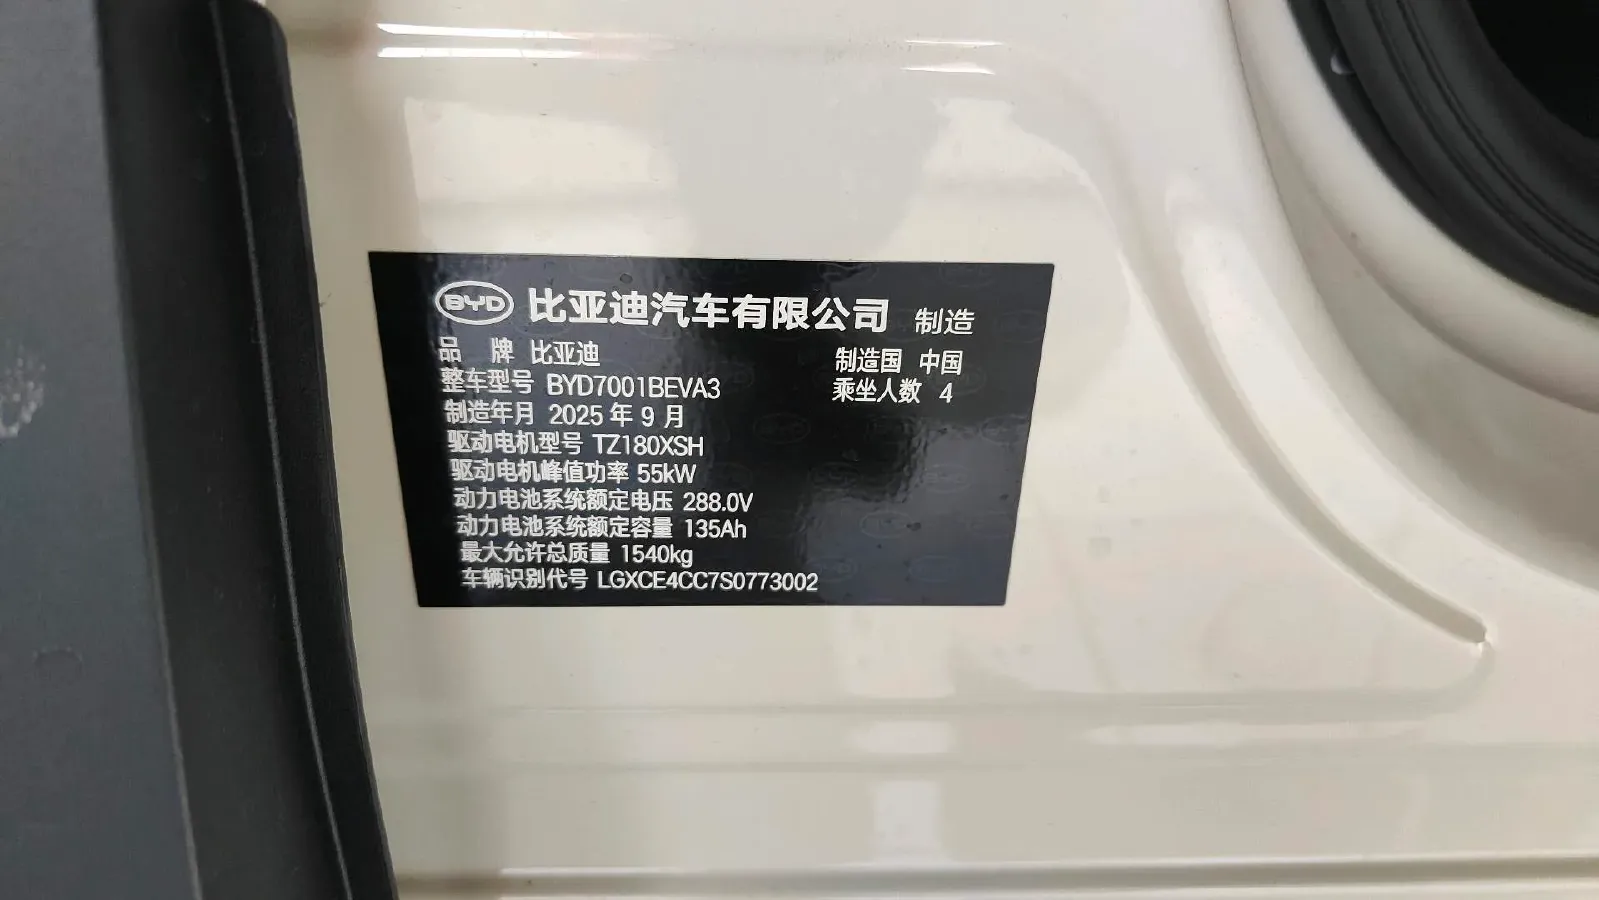 BYD 比亚迪汽车有限公司 制造
品 牌 比亚迪 制造国 中国
整车型号 BYD7001BEVA3 乘坐人数 4
制造年月 2025 年 9 月
驱动电机型号 TZ180XSH
驱动电机峰值功率 55kW
动力电池系统额定电压 288.0V
动力电池系统额定容量 135Ah
最大允许总质量 1540kg
车辆识别代号 LGXCE4CC7S0773002